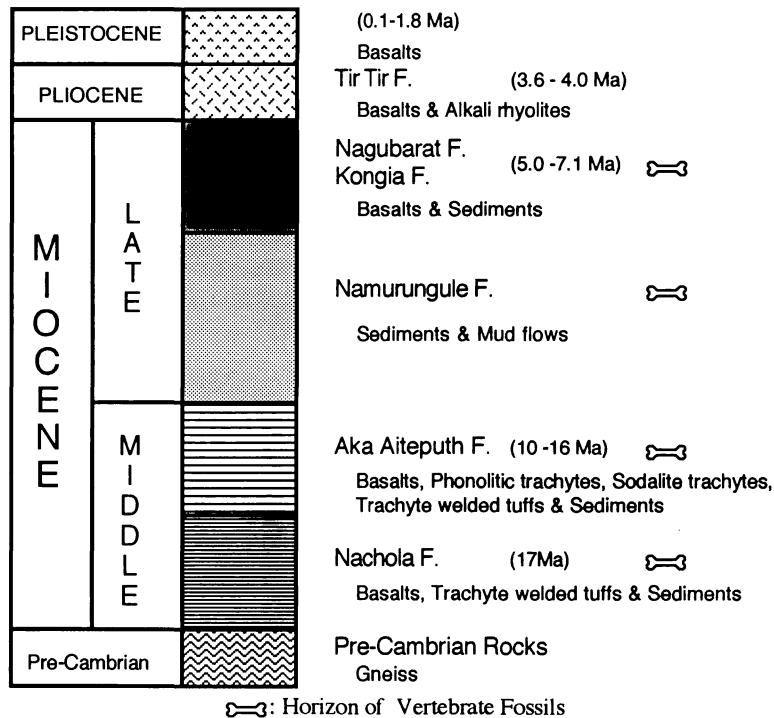 PLEISTOCENE
(0.1-1.8 Ma)
Basalts
PLIOCENE
Tir Tir F. (3.6 - 4.0 Ma)
Basalts & Alkali rhyolites
MIOCENE
LATE
Nagubarat F.
Kongia F.
(5.0 -7.1 Ma)
Basalts & Sediments
Namurungule F.
Sediments & Mud flows
MIDDLE
Aka Aiteputh F. (10 -16 Ma)
Basalts, Phonolitic trachytes, Sodalite trachytes,
Trachyte welded tuffs & Sediments
Nachola F. (17Ma)
Basalts, Trachyte welded tuffs & Sediments
Pre-Cambrian
Pre-Cambrian Rocks
Gneiss
: Horizon of Vertebrate Fossils